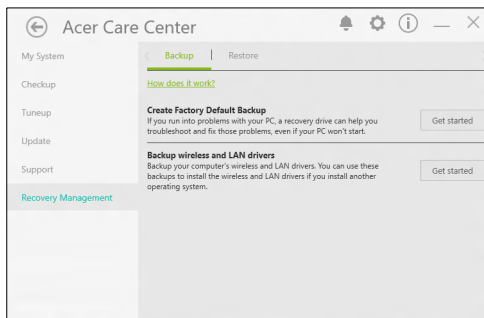 Acer Care Center
My System
Checkup
Tuneup
Update
Support
Recovery Management
Backup
Restore
How does it work?
Create Factory Default Backup
If you run into problems with your PC, a recovery drive can help you
troubleshoot and fix those problems, even if your PC won't start.
Get started
Backup wireless and LAN drivers
Backup your computer's wireless and LAN drivers. You can use these
backups to install the wireless and LAN drivers if you install another
operating system.
Get started